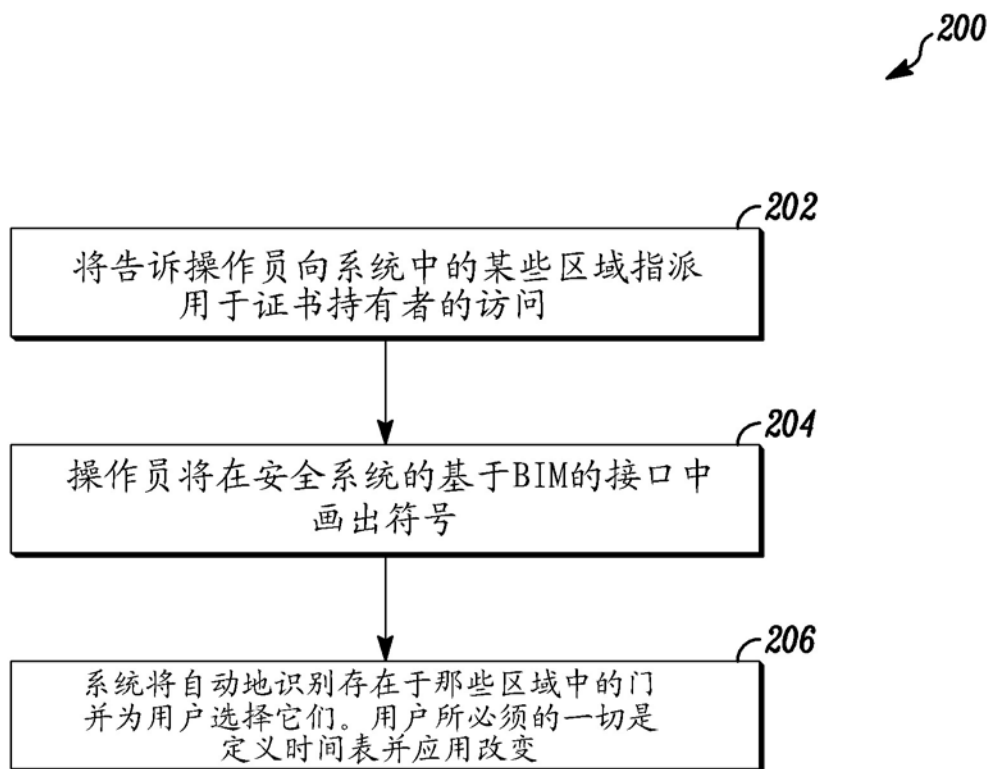 200
202
将告诉操作员向系统中的某些区域指派
用于证书持有者的访问
204
操作员将在安全系统的基于BIM的接口中
画出符号
206
系统将自动地识别存在于那些区域中的门
并为用户选择它们。用户所必须的一切是
定义时间表并应用改变